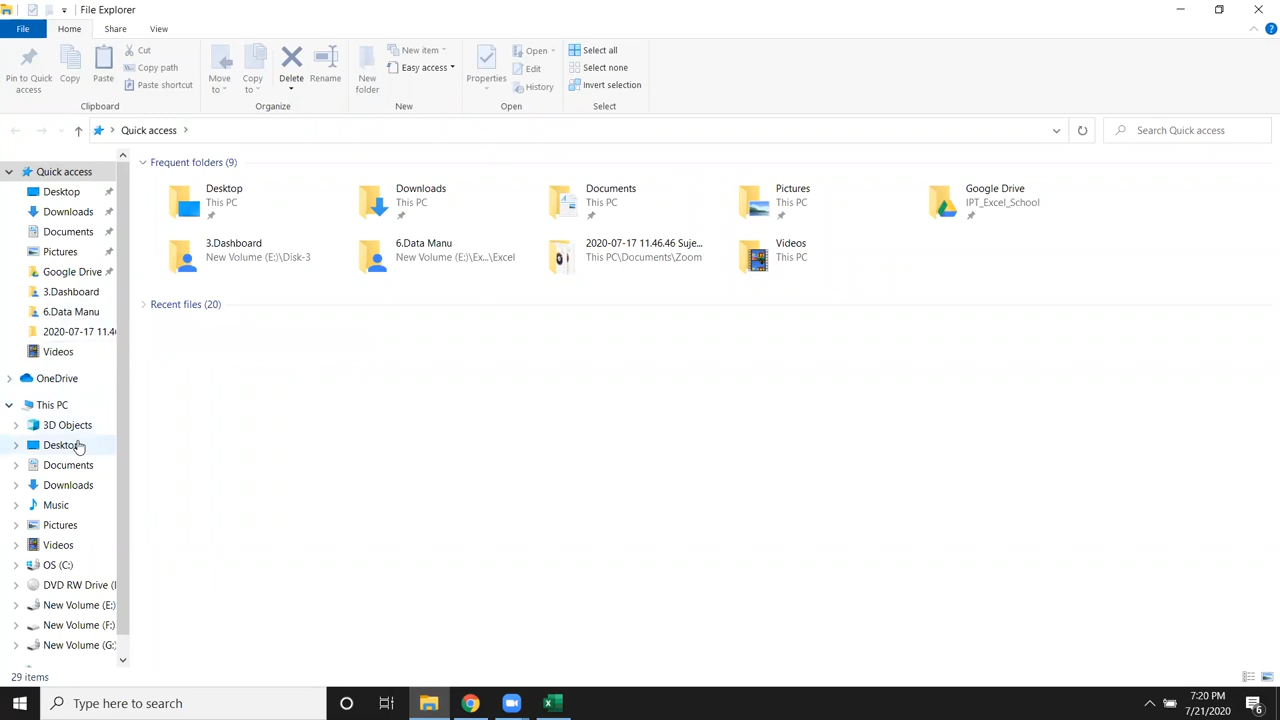 File Explorer
File Home Share View
Pin to Quick access
Copy
Paste
Cut
Copy path
Paste shortcut
Clipboard
Move to
Copy to
Delete
Rename
Organize
New folder
New item
Easy access
New
Properties
Open
Edit
History
Open
Select all
Select none
Invert selection
Select
Quick access
Search Quick access
Quick access
Desktop
Downloads
Documents
Pictures
Google Drive
3.Dashboard
6.Data Manu
2020-07-17 11.46
Videos
OneDrive
This PC
3D Objects
Desktop
Documents
Downloads
Music
Pictures
Videos
OS (C:)
DVD RW Drive (
New Volume (E:)
New Volume (F:)
New Volume (G:)
Frequent folders (9)
Desktop
This PC
Downloads
This PC
Documents
This PC
Pictures
This PC
Google Drive
IPT_Excel_School
3.Dashboard
New Volume (E:)\Disk-3
6.Data Manu
New Volume (E:)\Ex...\Excel
2020-07-17 11.46.46 Suje...
This PC\Documents\Zoom
Videos
This PC
Recent files (20)
29 items
Type here to search
7:20 PM
7/21/2020
6